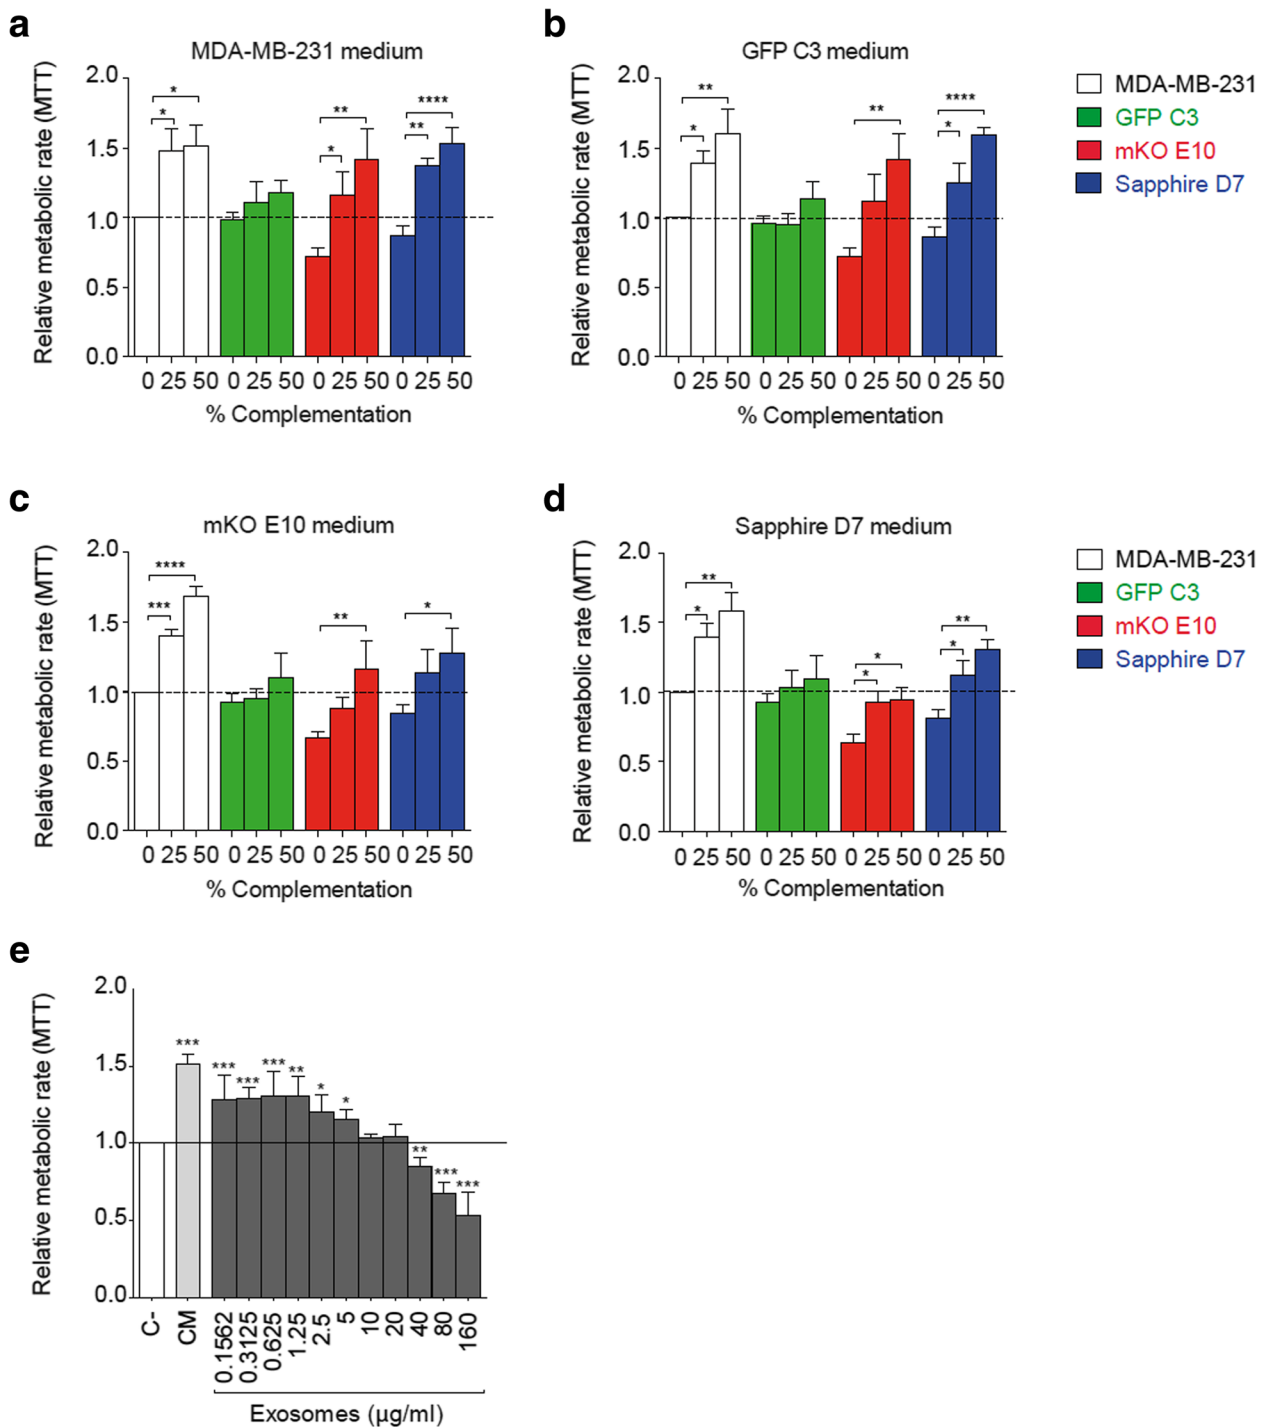 a
MDA-MB-231 medium
Relative metabolic rate (MTT)
2.0
1.5
1.0
0.5
0.0
* * * ** ** ****
0 25 50 0 25 50 0 25 50 0 25 50
% Complementation
b
GFP C3 medium
Relative metabolic rate (MTT)
2.0
1.5
1.0
0.5
0.0
* ** ** * ****
0 25 50 0 25 50 0 25 50 0 25 50
% Complementation
MDA-MB-231
GFP C3
mKO E10
Sapphire D7
c
mKO E10 medium
Relative metabolic rate (MTT)
2.0
1.5
1.0
0.5
0.0
*** **** ** *
0 25 50 0 25 50 0 25 50 0 25 50
% Complementation
d
Sapphire D7 medium
Relative metabolic rate (MTT)
2.0
1.5
1.0
0.5
0.0
* ** * * * **
0 25 50 0 25 50 0 25 50 0 25 50
% Complementation
MDA-MB-231
GFP C3
mKO E10
Sapphire D7
e
Relative metabolic rate (MTT)
2.0
1.5
1.0
0.5
0.0
*** *** *** *** ** * * ** *** ***
C- CM 0.1562 0.3125 0.625 1.25 2.5 5 10 20 40 80 160
Exosomes (µg/ml)